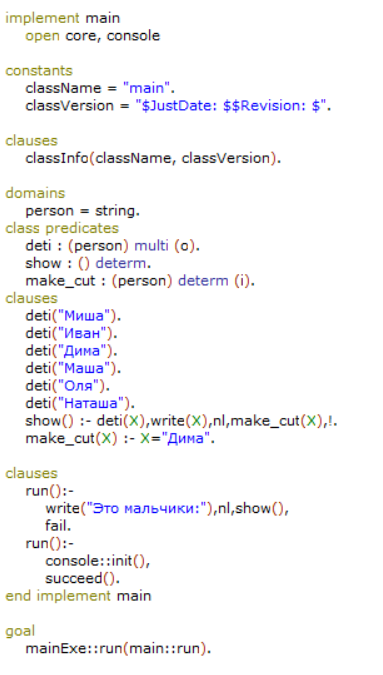 implement main
open core, console
constants
className = "main".
classVersion = "$JustDate: $$Revision: $".
clauses
classInfo(className, classVersion).
domains
person = string.
class predicates
deti : (person) multi (o).
show : () determ.
make_cut : (person) determ (i).
clauses
deti("Миша").
deti("Иван").
deti("Дима").
deti("Маша").
deti("Оля").
deti("Наташа").
show() :- deti(X),write(X),nl,make_cut(X),!.
make_cut(X) :- X="Дима".
clauses
run():-
write("Это мальчики:"),nl,show(),
fail.
run():-
console::init(),
succeed().
end implement main
goal
mainExe::run(main::run).